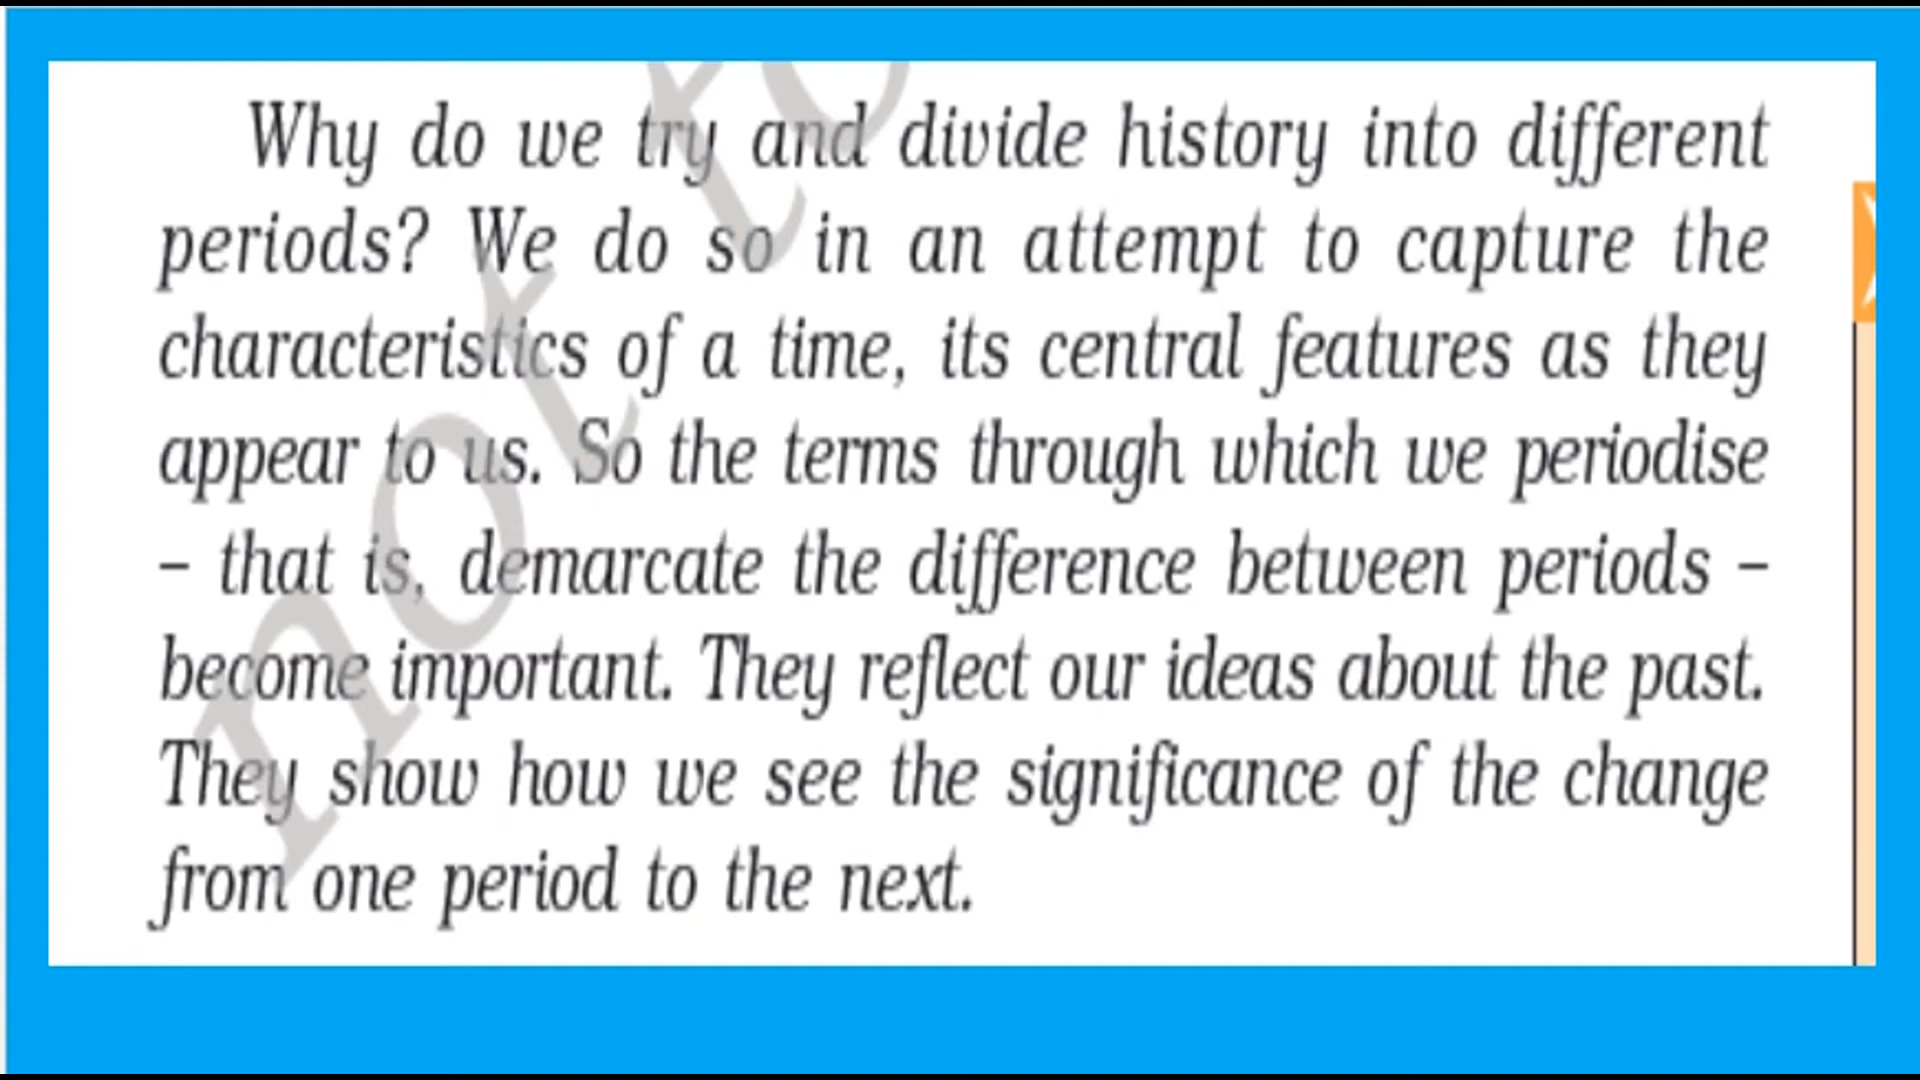 Why do we try and divide history into different
periods? We do so in an attempt to capture the
characteristics of a time, its central features as they
appear to us. So the terms through which we periodise
– that is, demarcate the difference between periods –
become important. They reflect our ideas about the past.
They show how we see the significance of the change
from one period to the next.
not to